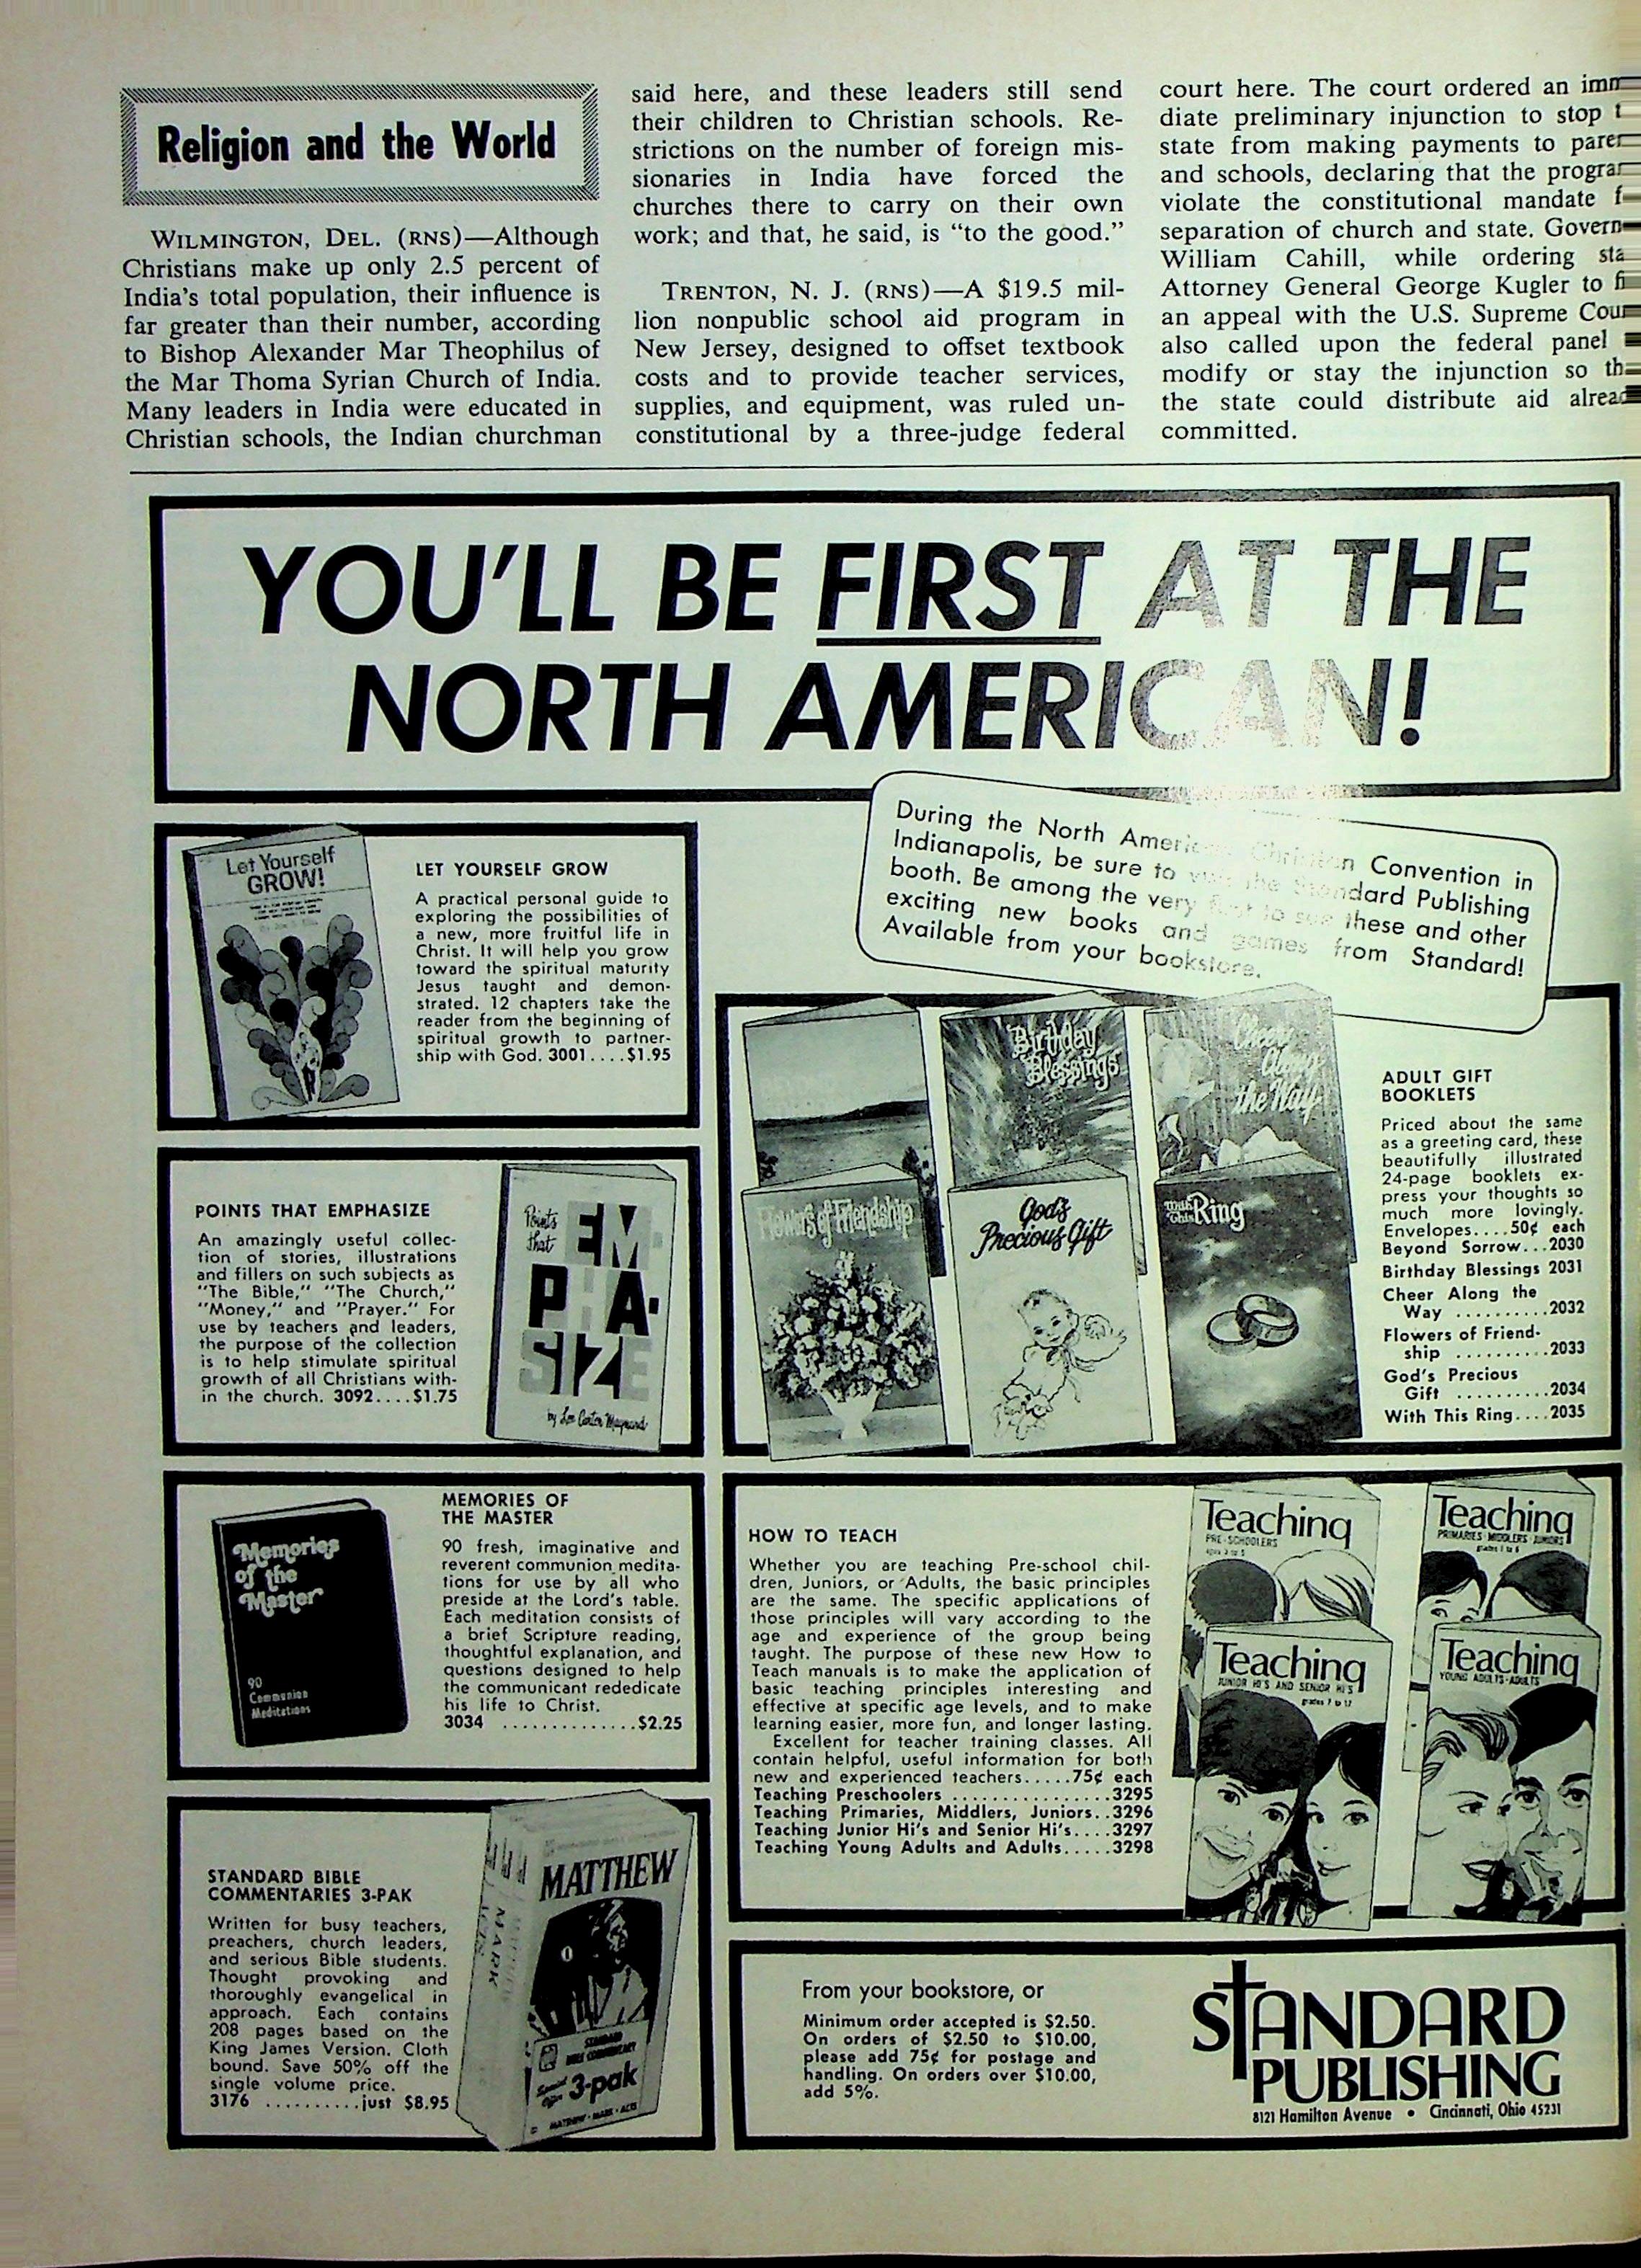 Religion and the World
WILMINGTON, DEL. (RNS)—Although
Christians make up only 2.5 percent of
India's total population, their influence is
far greater than their number, according
to Bishop Alexander Mar Theophilus of
the Mar Thoma Syrian Church of India.
Many leaders in India were educated in
Christian schools, the Indian churchman
said here, and these leaders still send
their children to Christian schools. Re-
strictions on the number of foreign mis-
sionaries in India have forced the
churches there to carry on their own
work; and that, he said, is "to the good."
TRENTON, N. J. (RNS)—A $19.5 mil-
lion nonpublic school aid program in
New Jersey, designed to offset textbook
costs and to provide teacher services,
supplies, and equipment, was ruled un-
constitutional by a three-judge federal
court here. The court ordered an
diate preliminary injunction to stop
state from making payments to
and schools, declaring that the
violate the constitutional mandate
separation of church and state.
William Cahill, while ordering
Attorney General George Kugler to
an appeal with the U.S. Supreme
also called upon the federal panel
modify or stay the injunction so
the state could distribute aid
committed.
YOU'LL BE FIRST AT THE
NORTH AMERICAN!
During the North American Christian Convention in
Indianapolis, be sure to visit the Standard Publishing
booth. Be among the very first to see these and other
exciting new books and games from Standard!
Available from your bookstore.
Let Yourself
GROW!
LET YOURSELF GROW
A practical personal guide to
exploring the possibilities of
a new, more fruitful life in
Christ. It will help you grow
toward the spiritual maturity
Jesus taught and demon-
strated. 12 chapters take the
reader from the beginning of
spiritual growth to partner-
ship with God. 3001....$1.95
POINTS THAT EMPHASIZE
An amazingly useful collec-
tion of stories, illustrations
and fillers on such subjects as
"The Bible," "The Church,"
"Money," and "Prayer." For
use by teachers and leaders,
the purpose of the collection
is to help stimulate spiritual
growth of all Christians with-
in the church. 3092....$1.75
Points
that
EM-
PHA-
SIZE
by Lee Carter Maynard
Birthday
Blessings
Cheer
Along
the Way
Flowers of Friendship
God's
Precious Gift
With
This Ring
ADULT GIFT
BOOKLETS
Priced about the same
as a greeting card, these
beautifully illustrated
24-page booklets ex-
press your thoughts so
much more lovingly.
Envelopes....50¢ each
Beyond Sorrow...2030
Birthday Blessings 2031
Cheer Along the
Way ..........2032
Flowers of Friend-
ship ..........2033
God's Precious
Gift ..........2034
With This Ring....2035
Memories
of the
Master
90
Communion
Meditations
MEMORIES OF
THE MASTER
90 fresh, imaginative and
reverent communion medita-
tions for use by all who
preside at the Lord's table.
Each meditation consists of
a brief Scripture reading,
thoughtful explanation, and
questions designed to help
the communicant rededicate
his life to Christ.
3034 ..............$2.25
HOW TO TEACH
Whether you are teaching Pre-school chil-
dren, Juniors, or Adults, the basic principles
are the same. The specific applications of
those principles will vary according to the
age and experience of the group being
taught. The purpose of these new How to
Teach manuals is to make the application of
basic teaching principles interesting and
effective at specific age levels, and to make
learning easier, more fun, and longer lasting.
Excellent for teacher training classes. All
contain helpful, useful information for both
new and experienced teachers.....75¢ each
Teaching Preschoolers .................3295
Teaching Primaries, Middlers, Juniors..3296
Teaching Junior Hi's and Senior Hi's....3297
Teaching Young Adults and Adults.....3298
Teaching
PRE-SCHOOLERS
ages 2 to 5
Teaching
PRIMARIES-MIDDLERS-JUNIORS
grades 1 to 6
Teaching
JUNIOR HI'S AND SENIOR HI'S
grades 7 to 12
Teaching
YOUNG ADULTS-ADULTS
STANDARD BIBLE
COMMENTARIES 3-PAK
Written for busy teachers,
preachers, church leaders,
and serious Bible students.
Thought provoking and
thoroughly evangelical in
approach. Each contains
208 pages based on the
King James Version. Cloth
bound. Save 50% off the
single volume price.
3176 ..........just $8.95
MATTHEW
MARK
ACTS
STANDARD
BIBLE COMMENTARY
Special
Offer 3-pak
MATTHEW · MARK · ACTS
From your bookstore, or
Minimum order accepted is $2.50.
On orders of $2.50 to $10.00,
please add 75¢ for postage and
handling. On orders over $10.00,
add 5%.
STANDARD
PUBLISHING
8121 Hamilton Avenue • Cincinnati, Ohio 45231